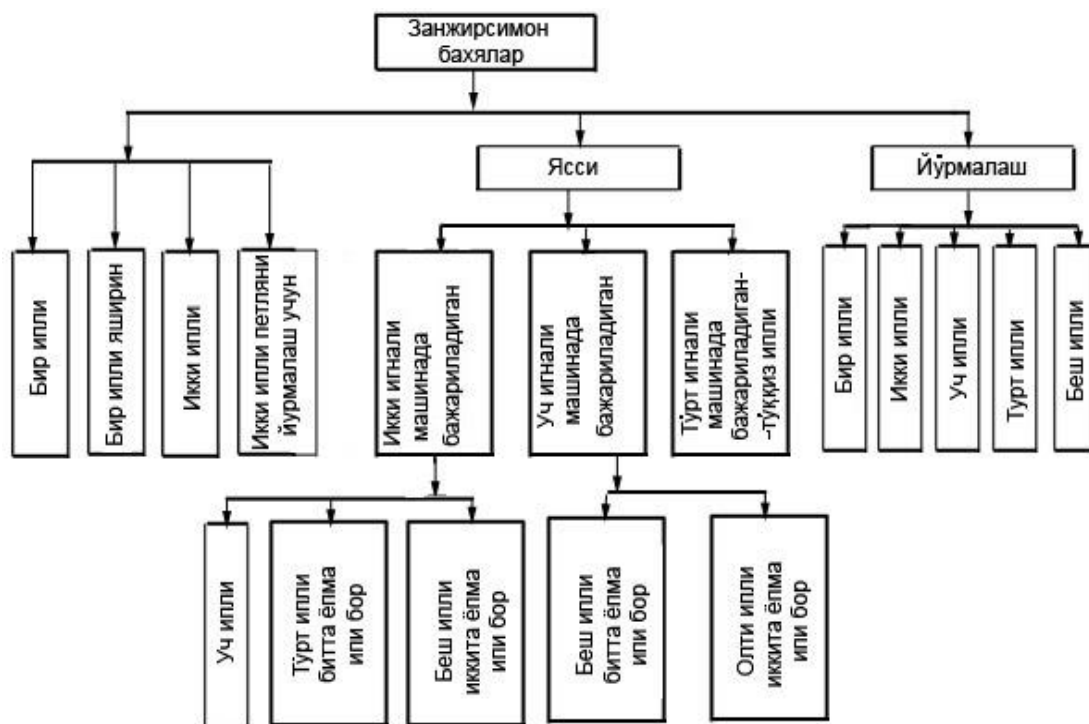 Занжирсимон
бахялар
Ясси
Йўрмалаш
Бир ипли
Бир ипли яширин
Икки ипли
Икки ипли петляни
йурмалаш учун
Икки игнали
машинада
бажариладиган
Уч игнали
машинада
бажариладиган
Тўрт игнали
машинада
бажариладиган-
-тўққиз ипли
Бир ипли
Икки ипли
Уч ипли
Турт ипли
Беш ипли
Уч ипли
Тўрт ипли
битта ёпма
ипи бор
Беш ипли
иккита ёпма
ипи бор
Беш ипли
битта ёпма
ипи бор
Олти ипли
иккита ёпма
ипи бор